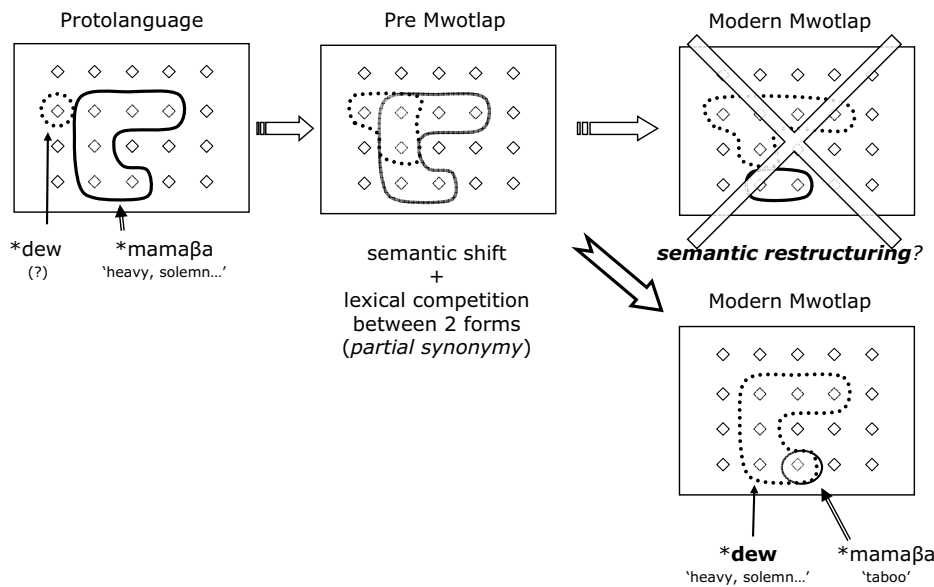 Protolanguage
Pre Mwotlap
Modern Mwotlap
*dew
(?)
*mamaβa
‘heavy, solemn…’
semantic shift
+
lexical competition
between 2 forms
(partial synonymy)
semantic restructuring?
Modern Mwotlap
*dew
‘heavy, solemn…’
*mamaβa
‘taboo’